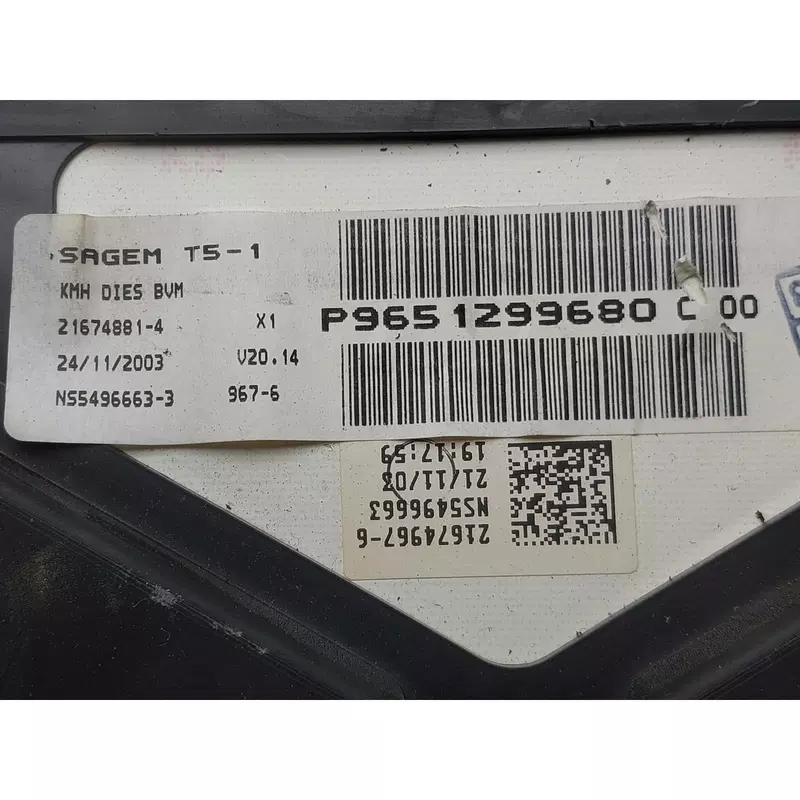 SAGEM T5-1
KMH DIES BVM
21674881-4 X1
24/11/2003 V20.14
NS5496663-3 967-6
P9651299680 C 00
21674967-6
NS5496663
21/11/03
19:17:59